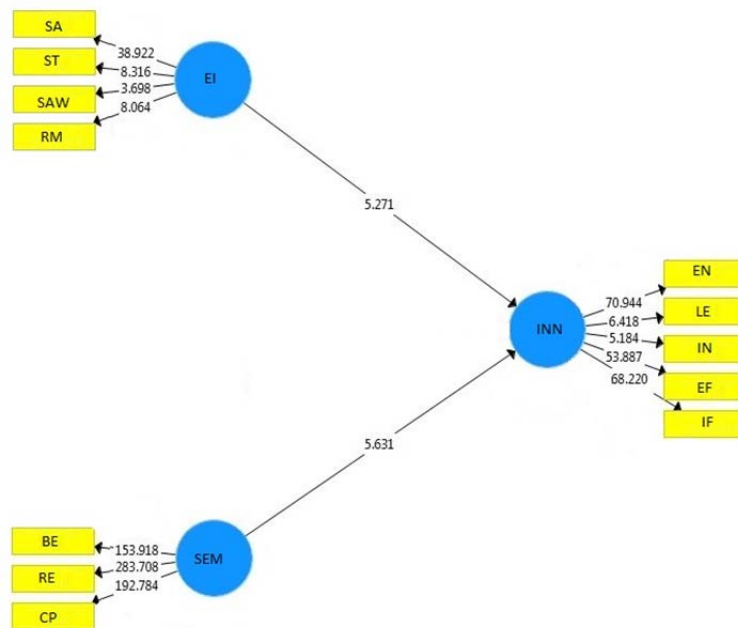 SA
38.922
ST
8.316
EI
SAW
3.698
RM
8.064
5.271
EN
70.944
LE
6.418
INN
IN
5.184
EF
53.887
IF
68.220
5.631
BE
153.918
SEM
RE
283.708
CP
192.784